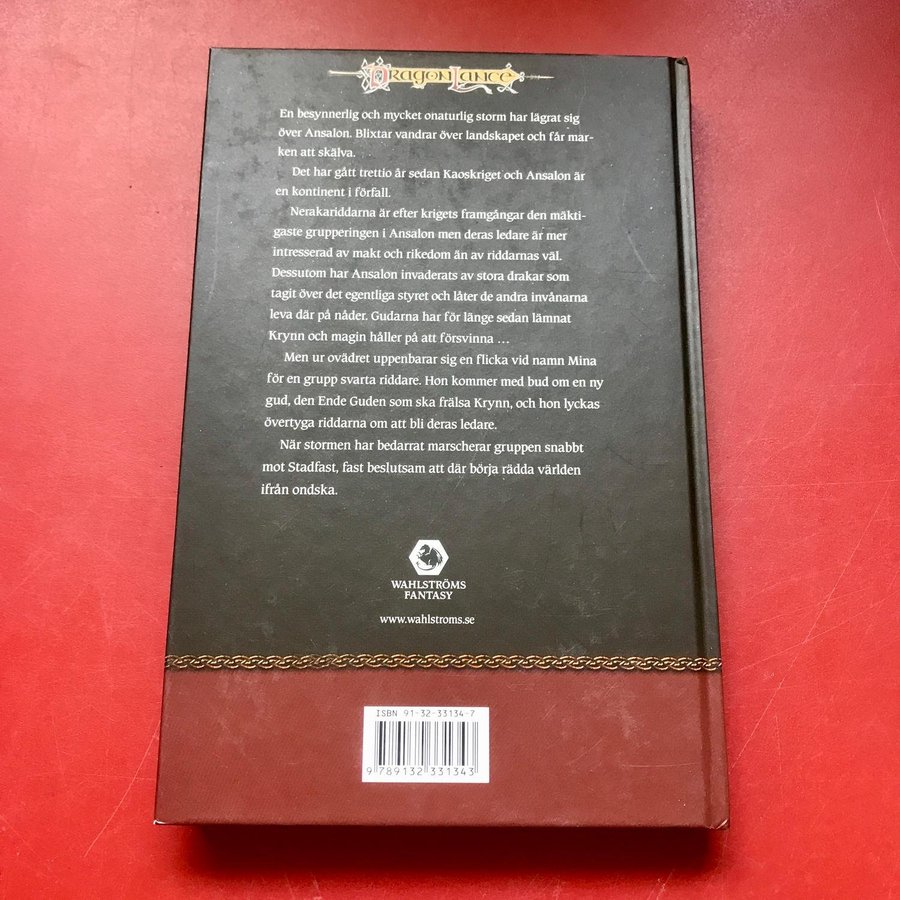 DRAGONLANCE
En besynnerlig och mycket onaturlig storm har lägrat sig
över Ansalon. Blixtar vandrar över landskapet och får mar-
ken att skälva.
Det har gått trettio år sedan Kaoskriget och Ansalon är
en kontinent i förfall.
Nerakariddarna är efter krigets framgångar den mäkti-
gaste grupperingen i Ansalon men deras ledare är mer
intresserad av makt och rikedom än av riddarnas väl.
Dessutom har Ansalon invaderats av stora drakar som
tagit över det egentliga styret och låter de andra invånarna
leva där på nåder. Gudarna har för länge sedan lämnat
Krynn och magin håller på att försvinna ...
Men ur ovädret uppenbarar sig en flicka vid namn Mina
för en grupp svarta riddare. Hon kommer med bud om en ny
gud, den Ende Guden som ska frälsa Krynn, och hon lyckas
övertyga riddarna om att bli deras ledare.
När stormen har bedarrat marscherar gruppen snabbt
mot Stadfast, fast beslutsam att där börja rädda världen
ifrån ondska.
WAHLSTRÖMS
FANTASY
www.wahlstroms.se
ISBN 91-32-33134-7
9 789132 331343